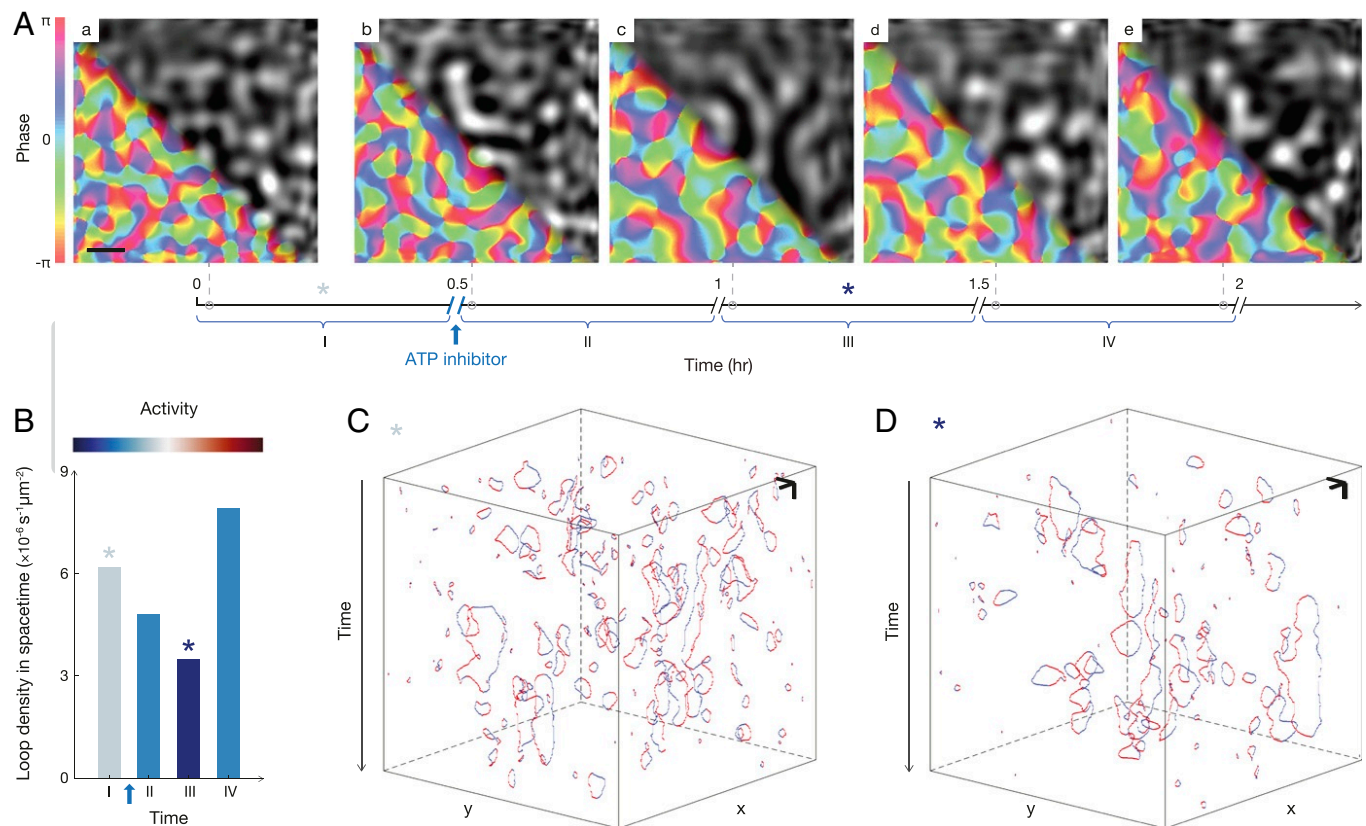 A
π
Phase
0
-π
a
b
c
d
e
0
*
0.5
1
*
1.5
2
I
II
III
IV
ATP inhibitor
Time (hr)
B
Activity
Loop density in spacetime (×10⁻⁶ s⁻¹µm⁻²)
9
6
3
0
*
*
I
II
III
IV
Time
C
*
Time
y
x
D
*
Time
y
x